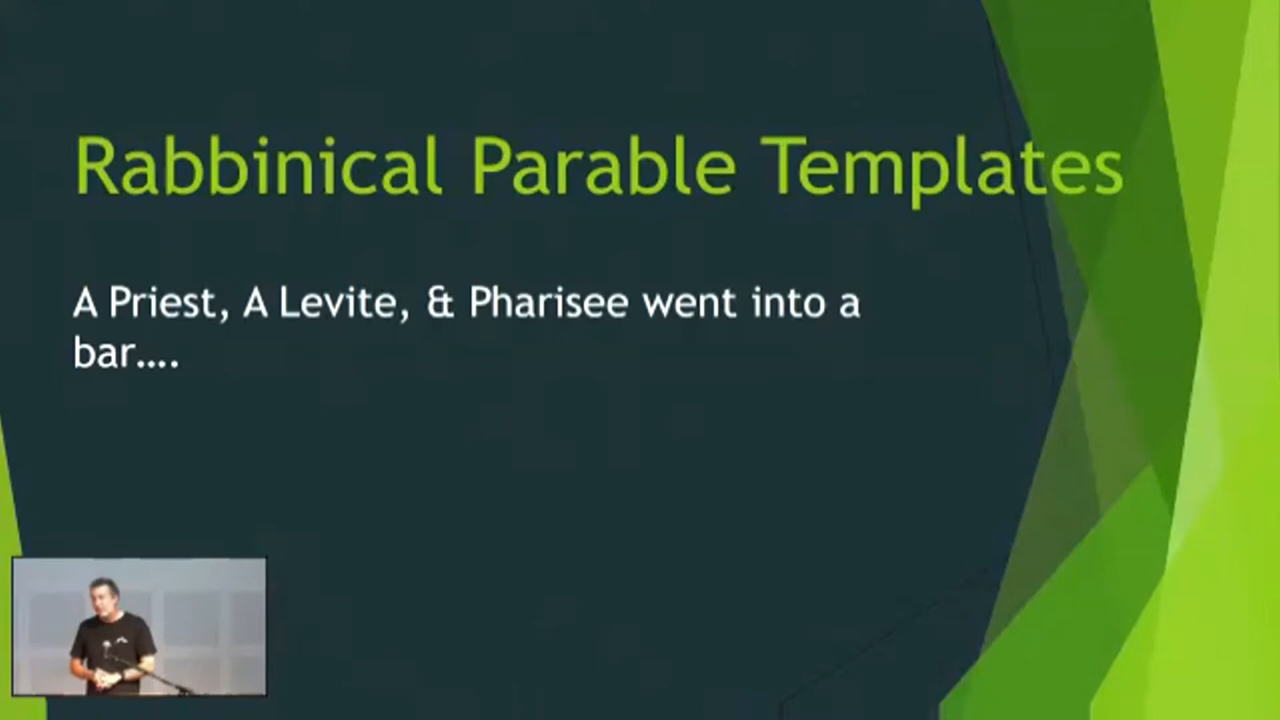 Rabbinical Parable Templates
A Priest, A Levite, & Pharisee went into a
bar....